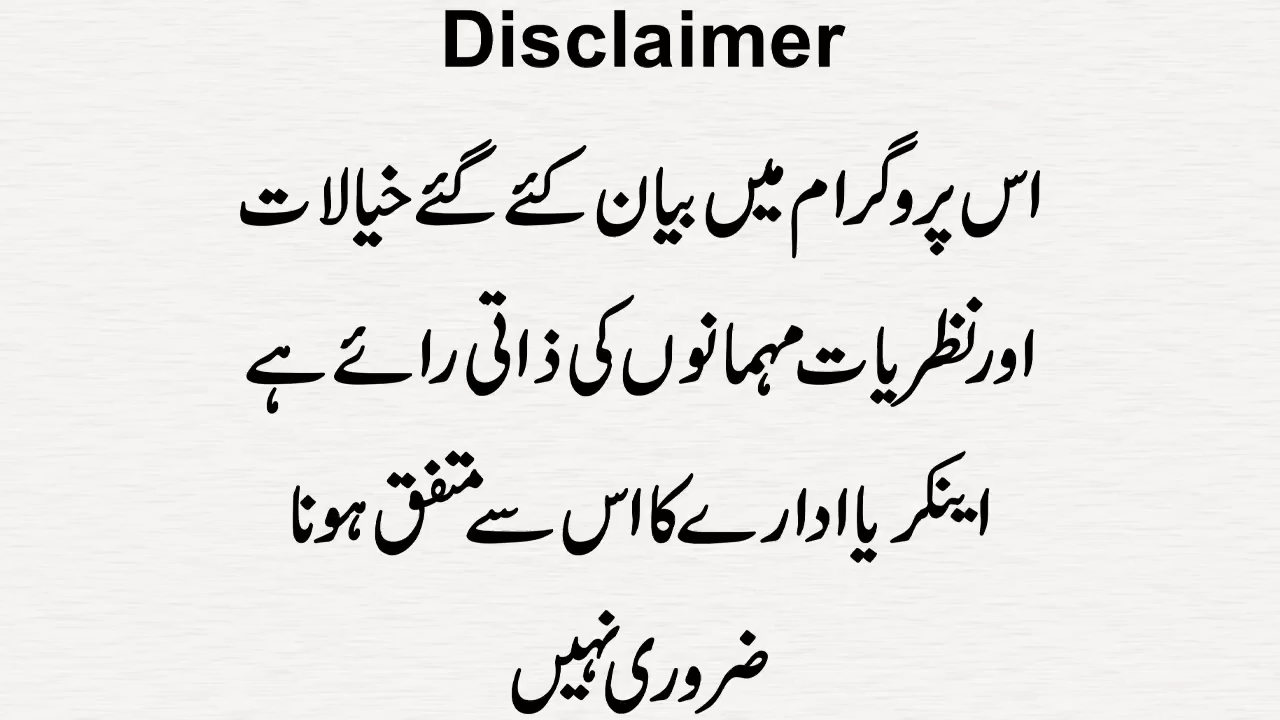 Disclaimer
اس پروگرام میں بیان کئے گئے خیالات
اور نظریات مہمانوں کی ذاتی رائے ہے
اینکر یا ادارے کا اس سے متفق ہونا
ضروری نہیں